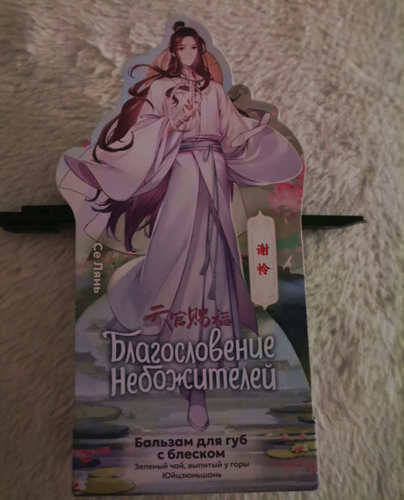 谢怜
Се Лянь
天官赐福
Благословение
Небожителей
Бальзам для губ
с блеском
Зеленый чай, выпитый у горы
Юйцзюньшань